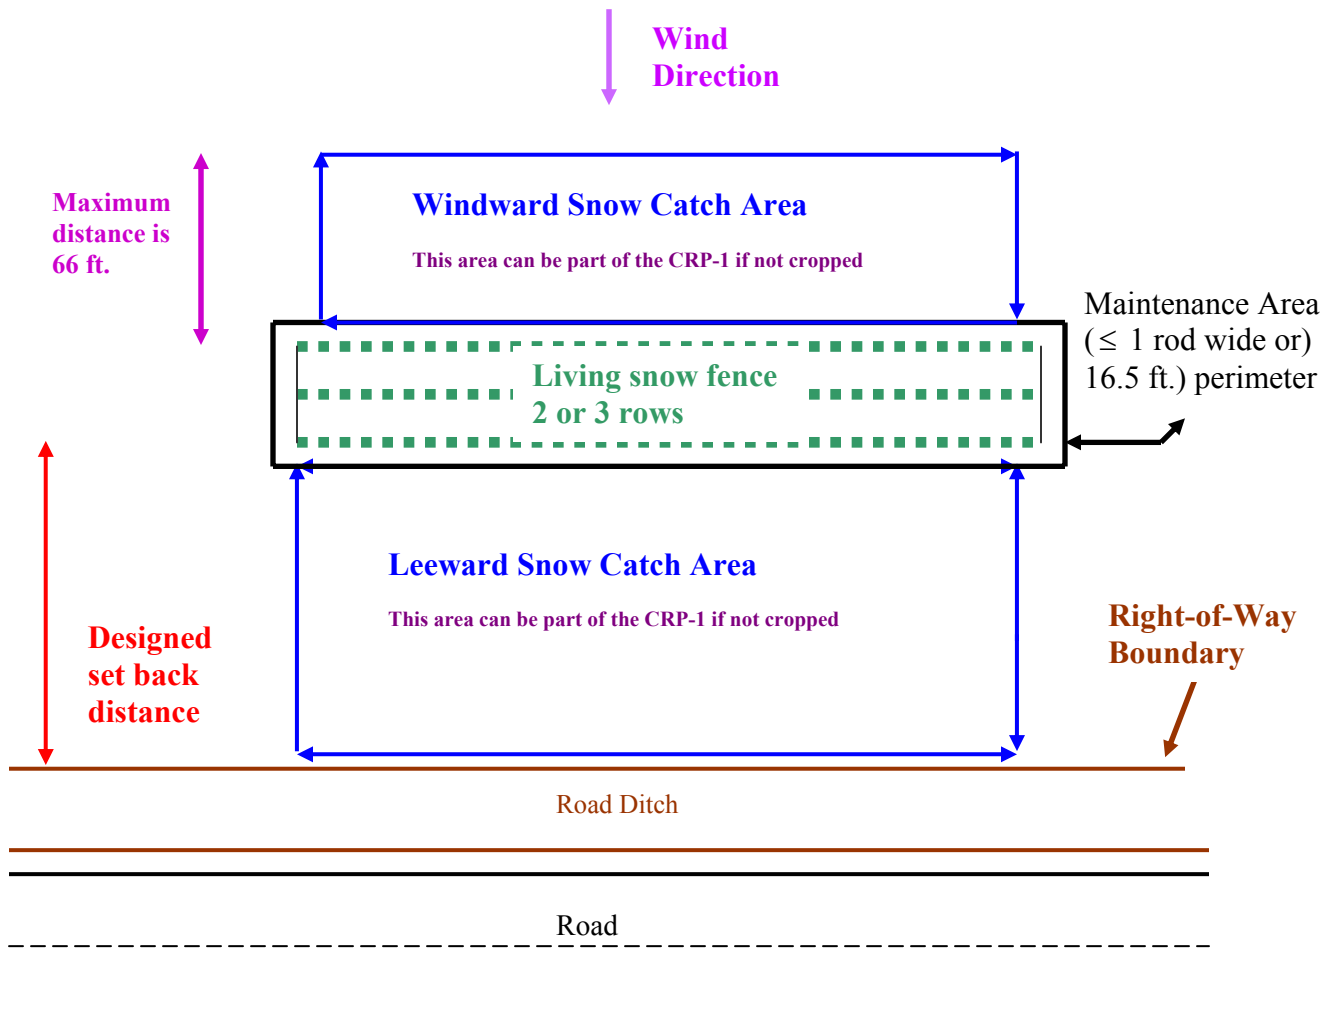 Wind
Direction
Maximum
distance is
66 ft.
Windward Snow Catch Area
This area can be part of the CRP-1 if not cropped
Maintenance Area
(≤ 1 rod wide or)
16.5 ft.) perimeter
Living snow fence
2 or 3 rows
Leeward Snow Catch Area
This area can be part of the CRP-1 if not cropped
Designed
set back
distance
Right-of-Way
Boundary
Road Ditch
Road